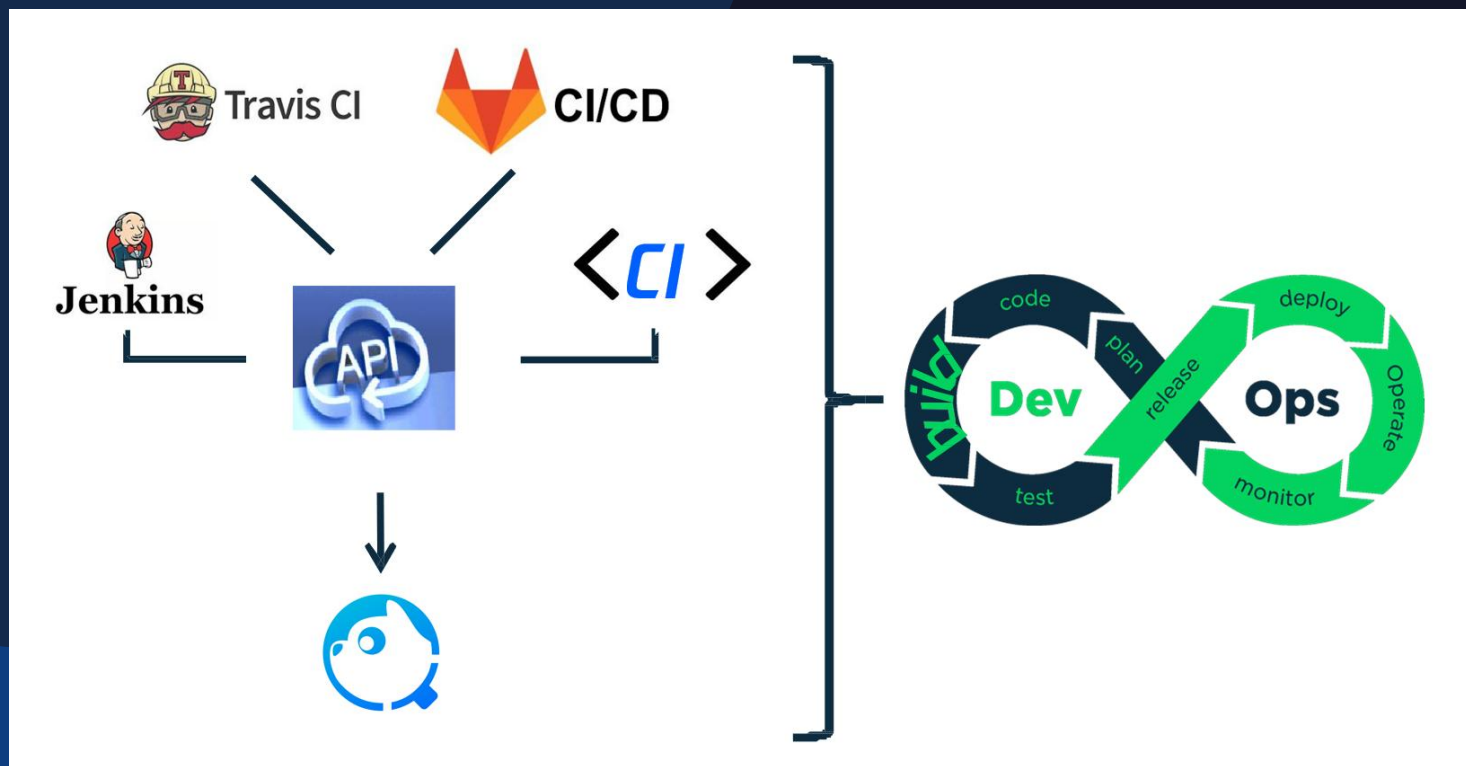 T
Travis CI
CI/CD
Jenkins
<CI>
API
code
plan
build
Dev
test
release
deploy
Ops
Operate
monitor